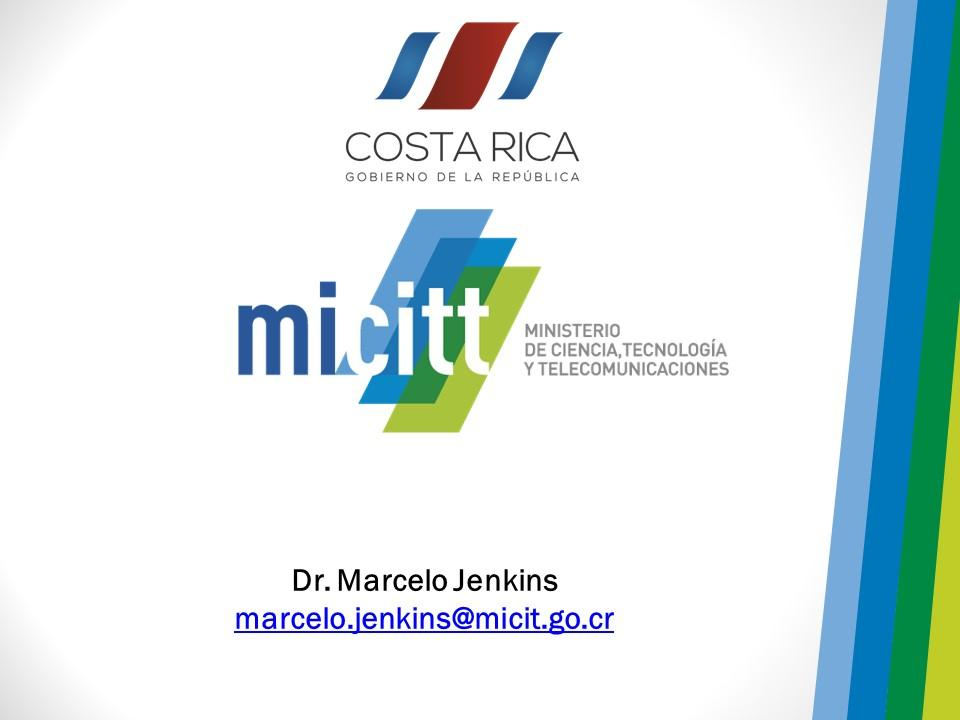 COSTA RICA
GOBIERNO DE LA REPÚBLICA
micitt
MINISTERIO
DE CIENCIA,TECNOLOGÍA
Y TELECOMUNICACIONES
Dr. Marcelo Jenkins
marcelo.jenkins@micit.go.cr